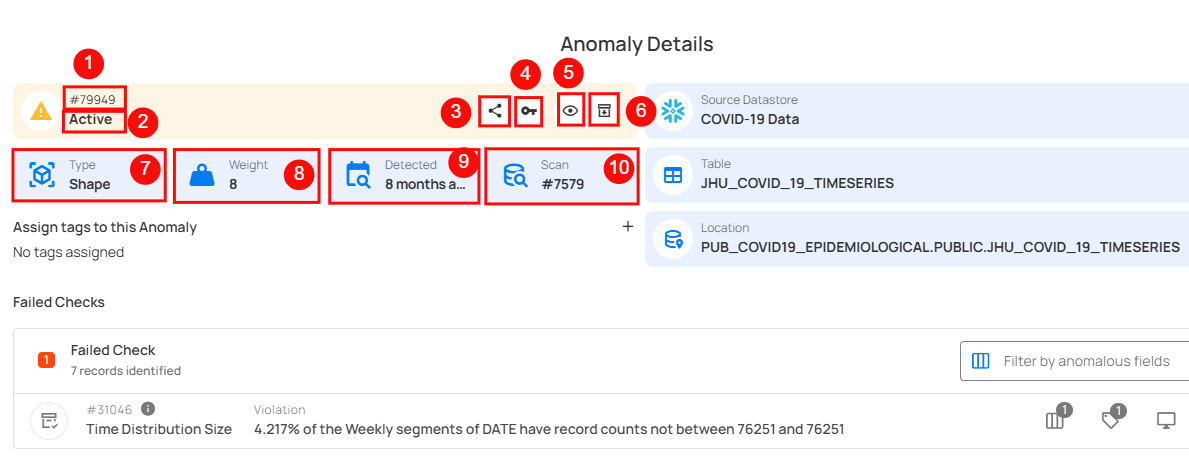 Anomaly Details
1
4
5
#79949
Active
2
3
6
Source Datastore
COVID-19 Data
Type
Shape
7
Weight
8
8
Detected
8 months a...
9
Scan
#7579
10
Table
JHU_COVID_19_TIMESERIES
Assign tags to this Anomaly
+
No tags assigned
Location
PUB_COVID19_EPIDEMIOLOGICAL.PUBLIC.JHU_COVID_19_TIMESERIES
Failed Checks
1
Failed Check
7 records identified
Filter by anomalous fields
#31046
Time Distribution Size
Violation
4.217% of the Weekly segments of DATE have record counts not between 76251 and 76251
1
1